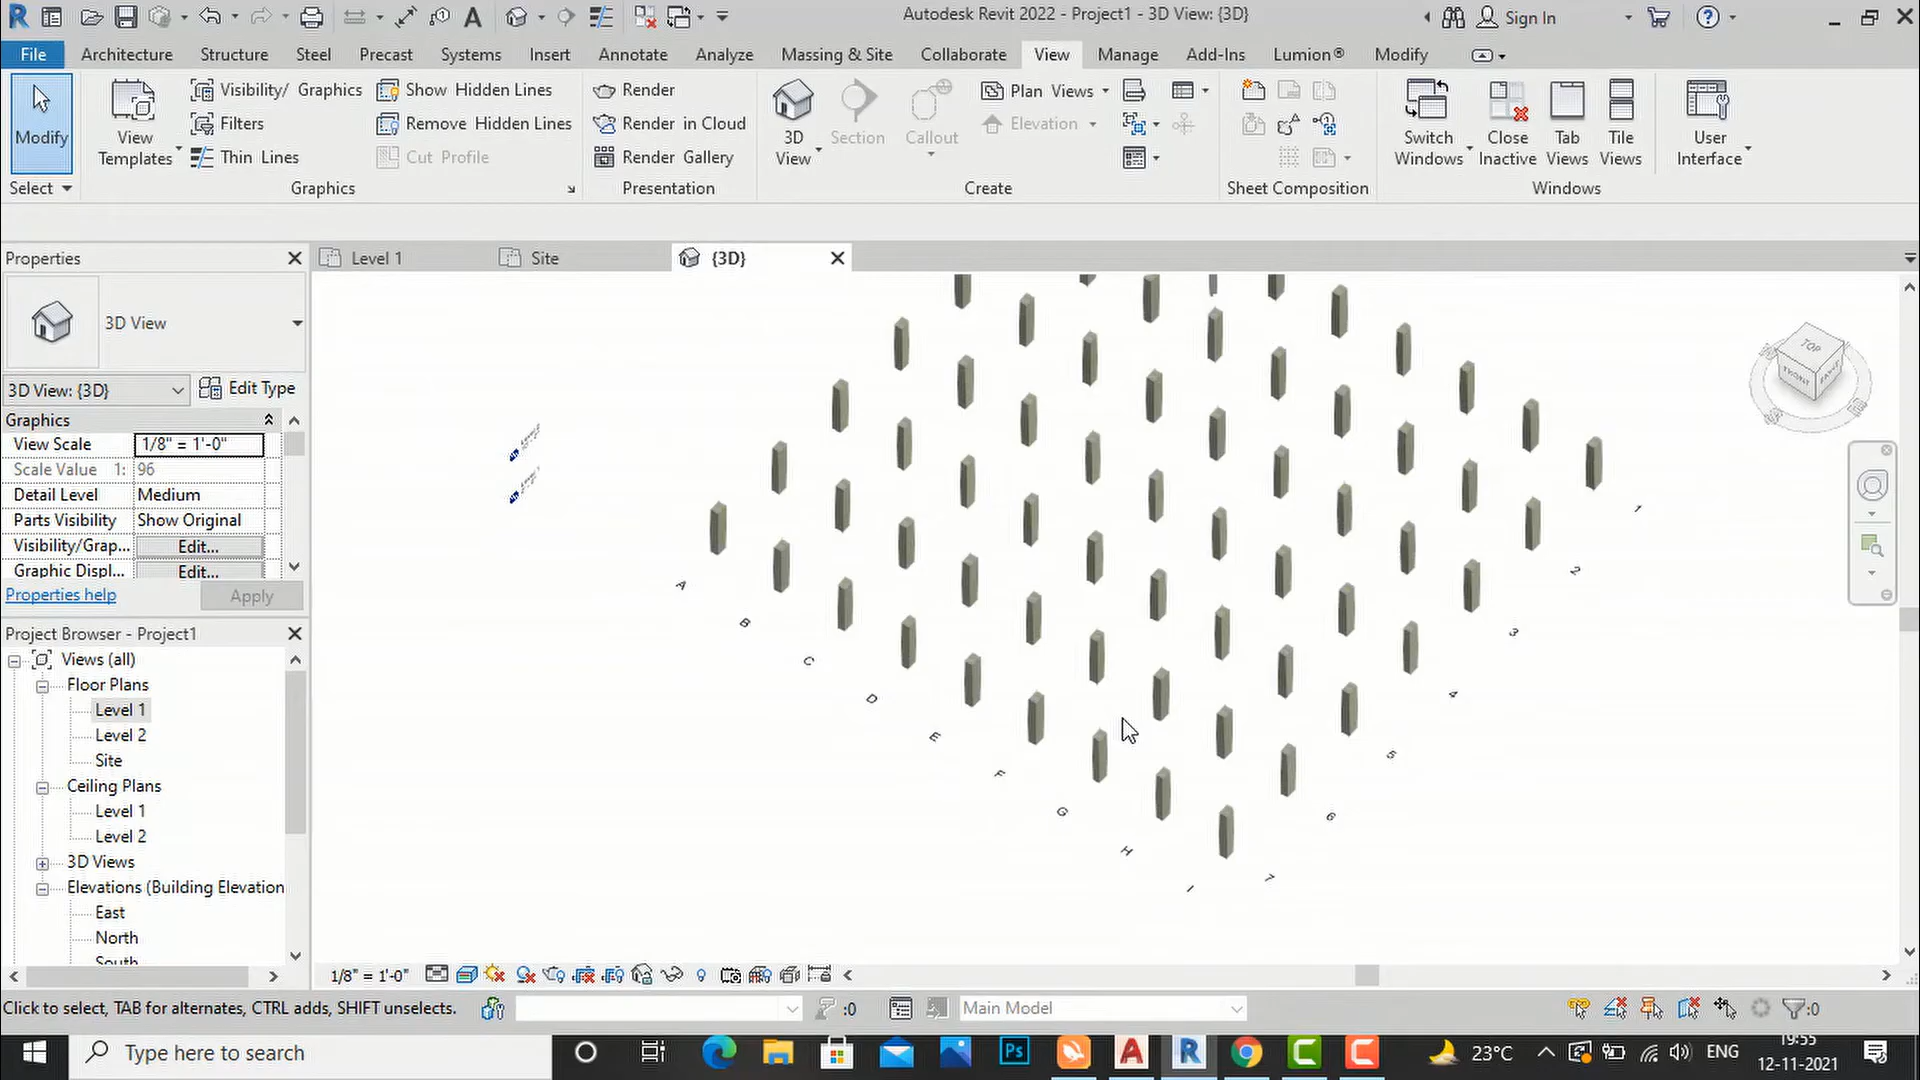 Autodesk Revit 2022 - Project1 - 3D View: {3D}
Sign In
File Architecture Structure Steel Precast Systems Insert Annotate Analyze Massing & Site Collaborate View Manage Add-Ins Lumion® Modify
Modify
Select
View Templates
Visibility/ Graphics
Filters
Thin Lines
Show Hidden Lines
Remove Hidden Lines
Cut Profile
Graphics
Render
Render in Cloud
Render Gallery
Presentation
3D View
Section
Callout
Plan Views
Elevation
Create
Sheet Composition
Switch Windows
Close Inactive
Tab Views
Tile Views
User Interface
Windows
Properties
3D View
3D View: {3D}
Edit Type
Graphics
View Scale 1/8" = 1'-0"
Scale Value 1: 96
Detail Level Medium
Parts Visibility Show Original
Visibility/Grap... Edit...
Graphic Displ... Edit...
Properties help Apply
Project Browser - Project1
Views (all)
Floor Plans
Level 1
Level 2
Site
Ceiling Plans
Level 1
Level 2
3D Views
Elevations (Building Elevation
East
North
South
Level 1
Site
{3D}
TOP
FRONT
A
B
C
D
E
F
G
H
I
1
2
3
4
5
6
7
1/8" = 1'-0"
Click to select, TAB for alternates, CTRL adds, SHIFT unselects.
:0
Main Model
:0
Type here to search
Ps
23°C
ENG
19:55
12-11-2021